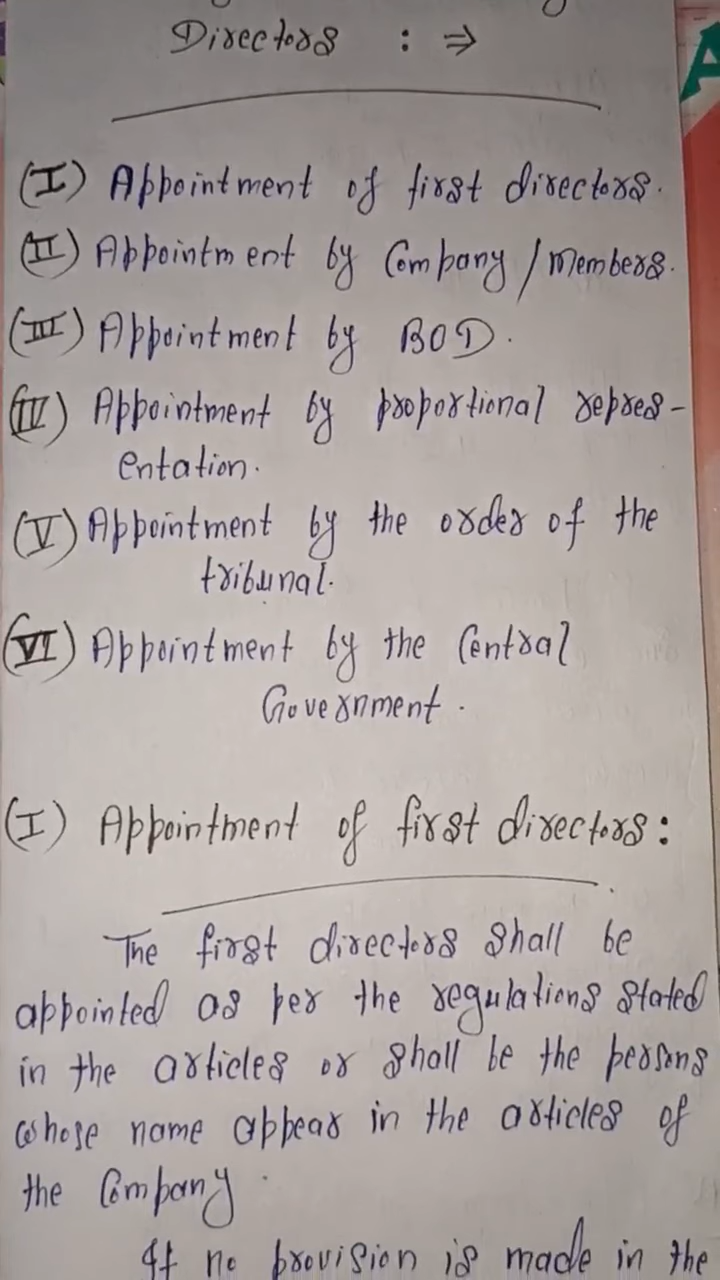 Directors : ⇒
(I) Appointment of first directors.
(II) Appointment by Company / Members.
(III) Appointment by BOD.
(IV) Appointment by proportional repres-
entation.
(V) Appointment by the order of the
tribunal.
(VI) Appointment by the Central
Government.
(I) Appointment of first directors:
The first directors shall be
appointed as per the regulations stated
in the articles or shall be the persons
whose name appear in the articles of
the Company.
If no provision is made in the